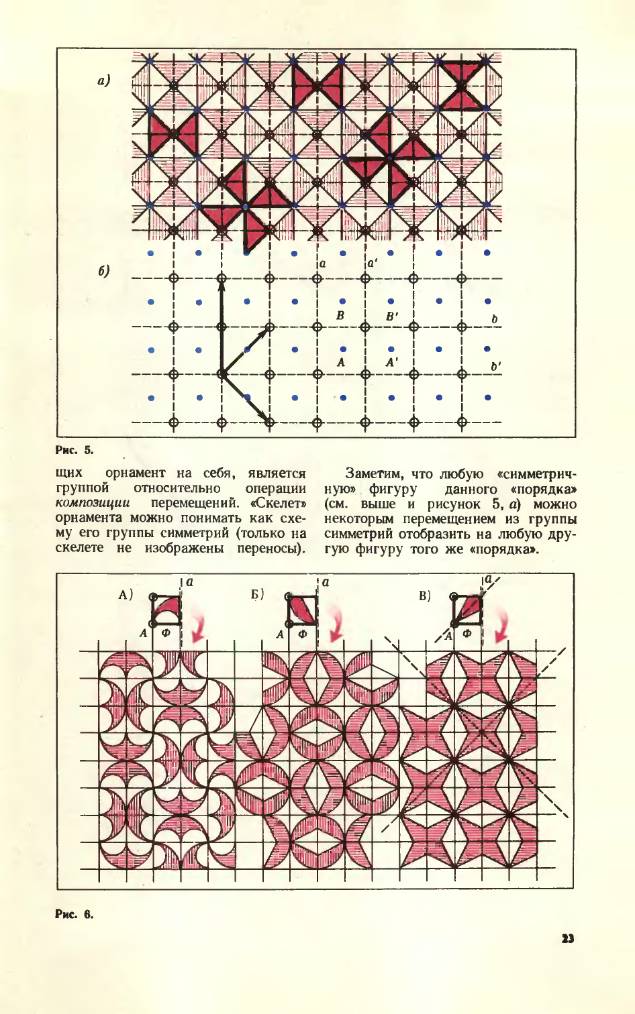 а)
б)
a a'
B B' b
A A' b'
Рис. 5.
щих орнамент на себя, является
группой относительно операции
композиции перемещений. «Скелет»
орнамента можно понимать как схе-
му его группы симметрий (только на
скелете не изображены переносы).
Заметим, что любую «симметрич-
ную» фигуру данного «порядка»
(см. выше и рисунок 5, а) можно
некоторым перемещением из группы
симметрий отобразить на любую дру-
гую фигуру того же «порядка».
А) a Б) a В) a
A Ф A Ф A Ф
Рис. 6.
23